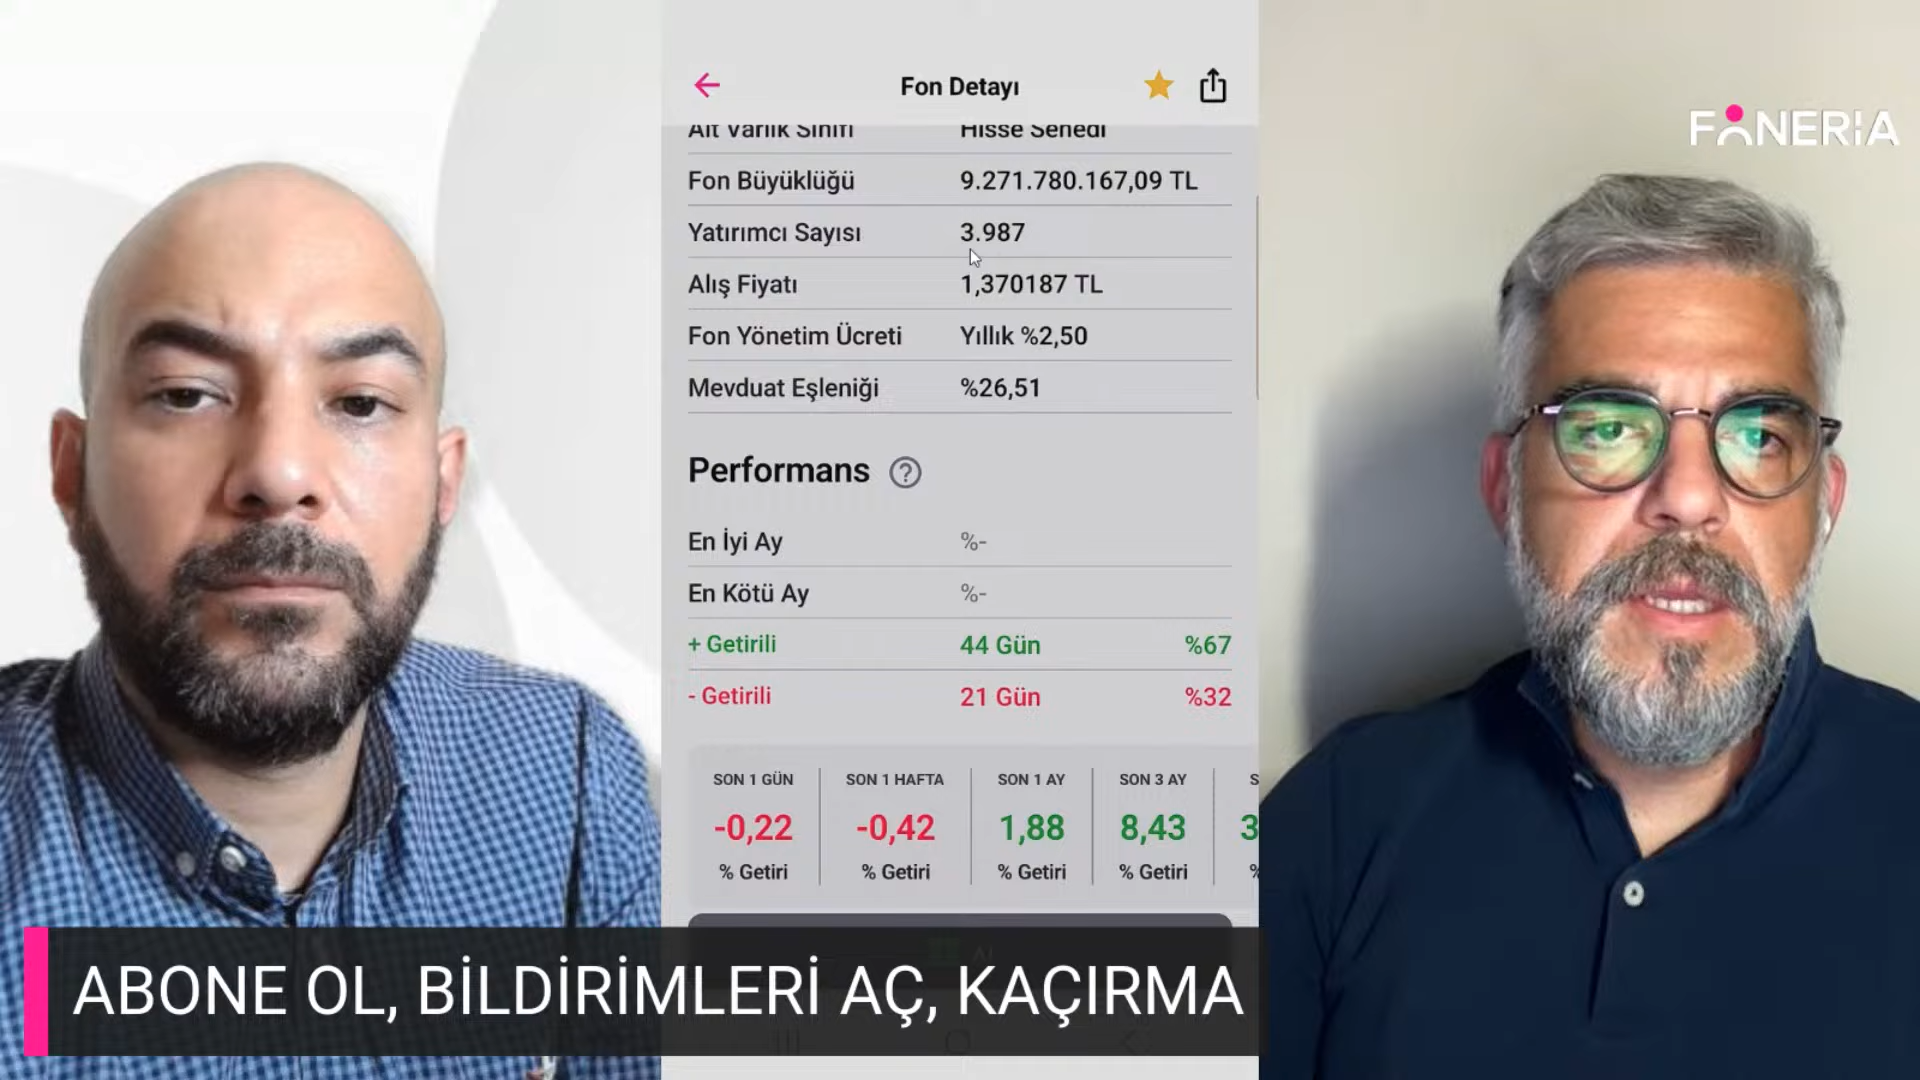 Fon Detayı
FONERIA
Alt Varlık Sınıfı Hisse Senedi
Fon Büyüklüğü 9.271.780.167,09 TL
Yatırımcı Sayısı 3.987
Alış Fiyatı 1,370187 TL
Fon Yönetim Ücreti Yıllık %2,50
Mevduat Eşleniği %26,51
Performans ?
En İyi Ay %-
En Kötü Ay %-
+ Getirili 44 Gün %67
- Getirili 21 Gün %32
SON 1 GÜN SON 1 HAFTA SON 1 AY SON 3 AY S
-0,22 -0,42 1,88 8,43 3
% Getiri % Getiri % Getiri % Getiri %
ABONE OL, BİLDİRİMLERİ AÇ, KAÇIRMA